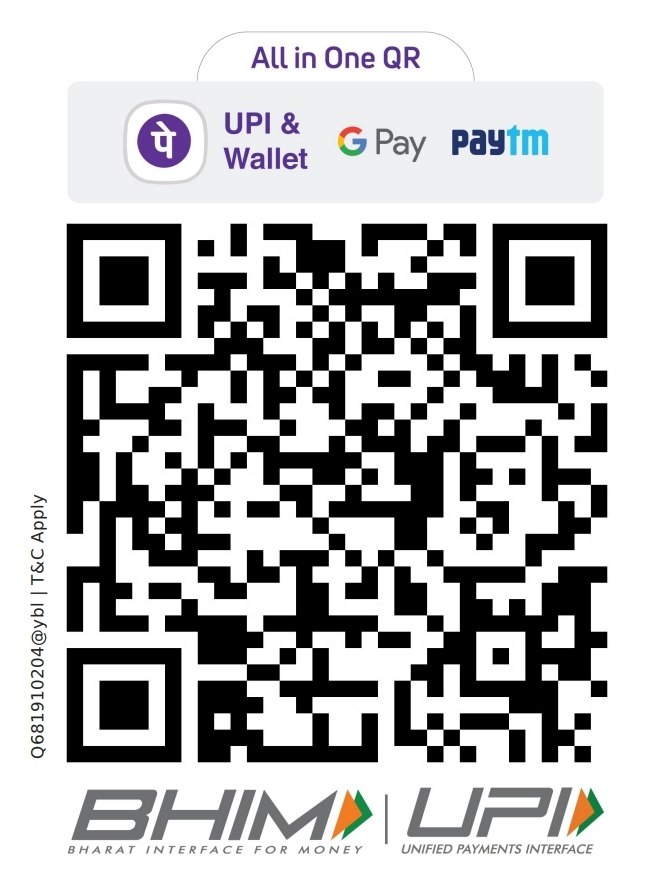 All in One QR
पे UPI & Wallet G Pay paytm
Q681910204@ybl | T&C Apply
BHIM UPI
BHARAT INTERFACE FOR MONEY UNIFIED PAYMENTS INTERFACE